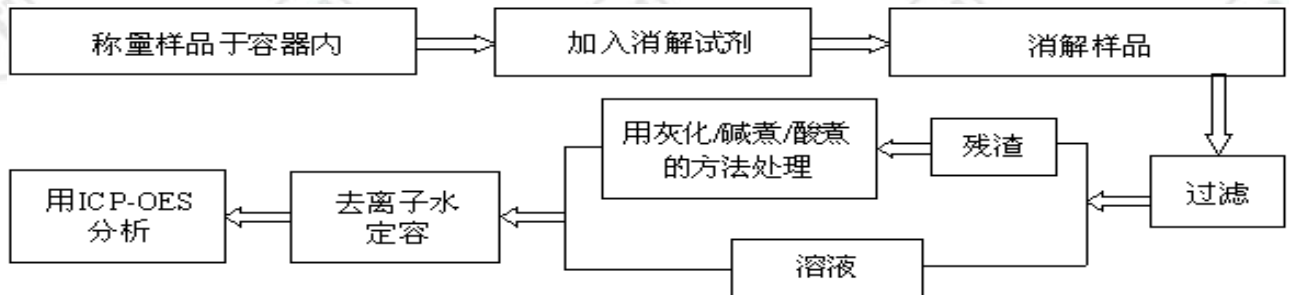 称量样品于容器内
加入消解试剂
消解样品
用灰化/碱煮/酸煮
的方法处理
残渣
过滤
用ICP-OES
分析
去离子水
定容
溶液